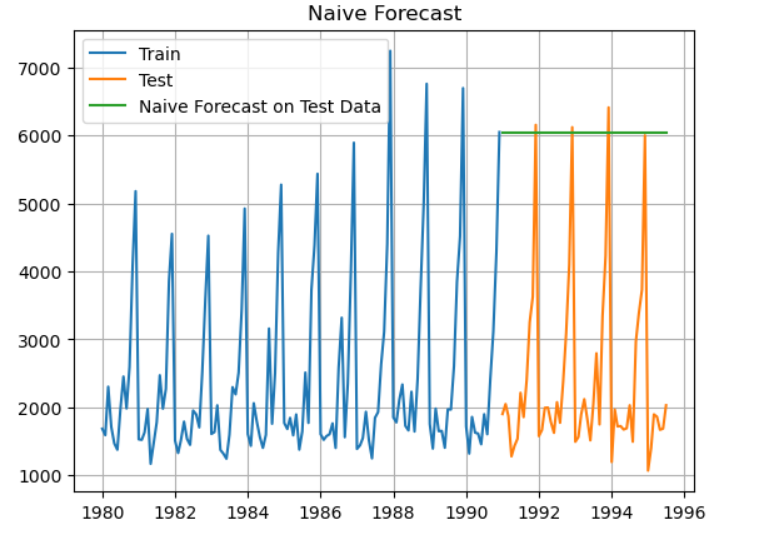 Naive Forecast
Train
Test
Naive Forecast on Test Data
7000
6000
5000
4000
3000
2000
1000
1980 1982 1984 1986 1988 1990 1992 1994 1996